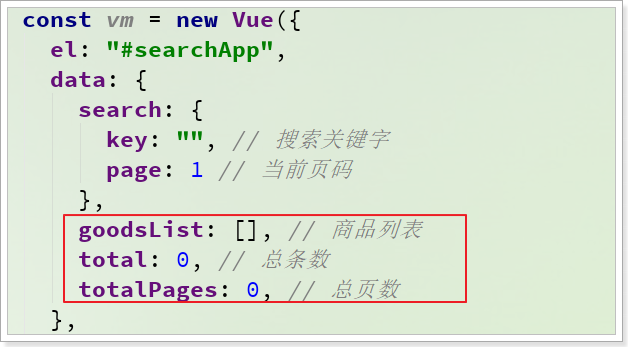 const vm = new Vue({
el: "#searchApp",
data: {
search: {
key: "", // 搜索关键字
page: 1 // 当前页码
},
goodsList: [], // 商品列表
total: 0, // 总条数
totalPages: 0, // 总页数
},